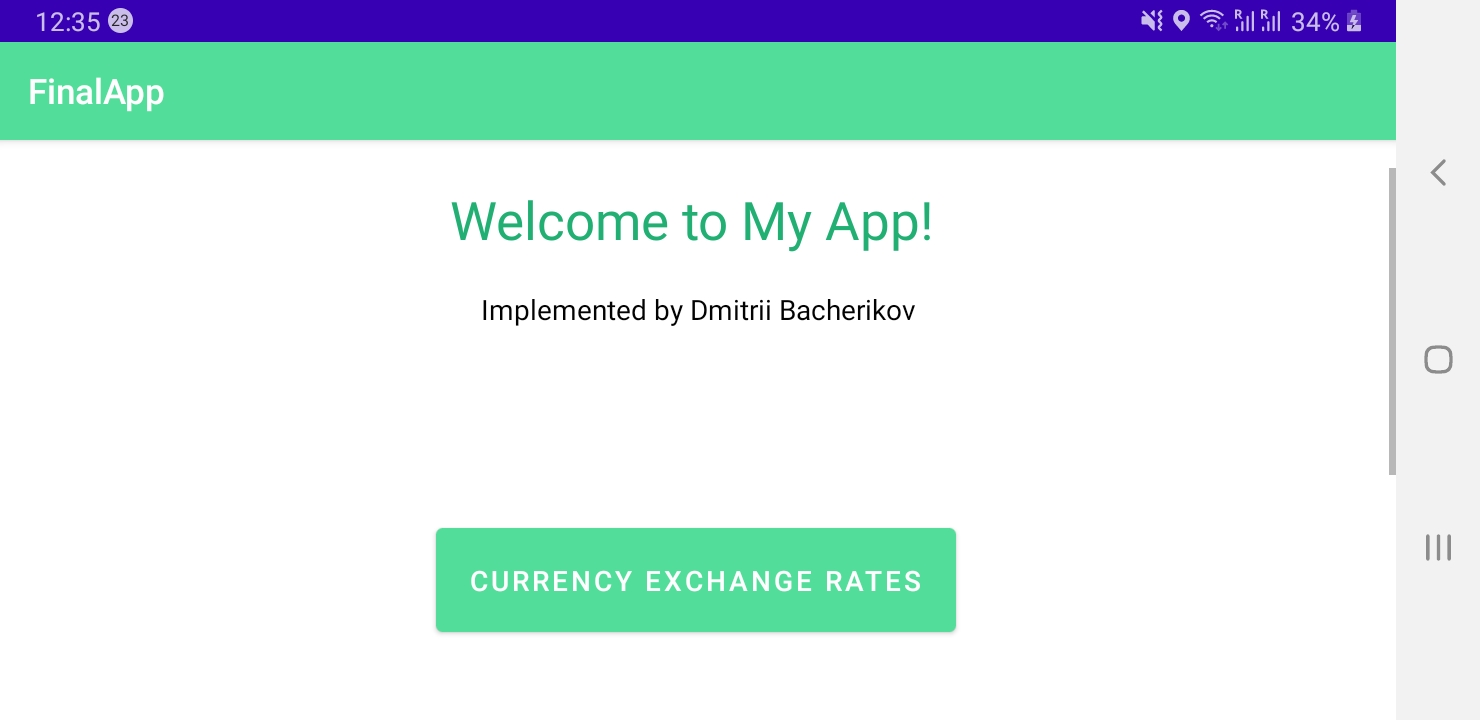 12:35 23 R R 34%
FinalApp
Welcome to My App!
Implemented by Dmitrii Bacherikov
CURRENCY EXCHANGE RATES